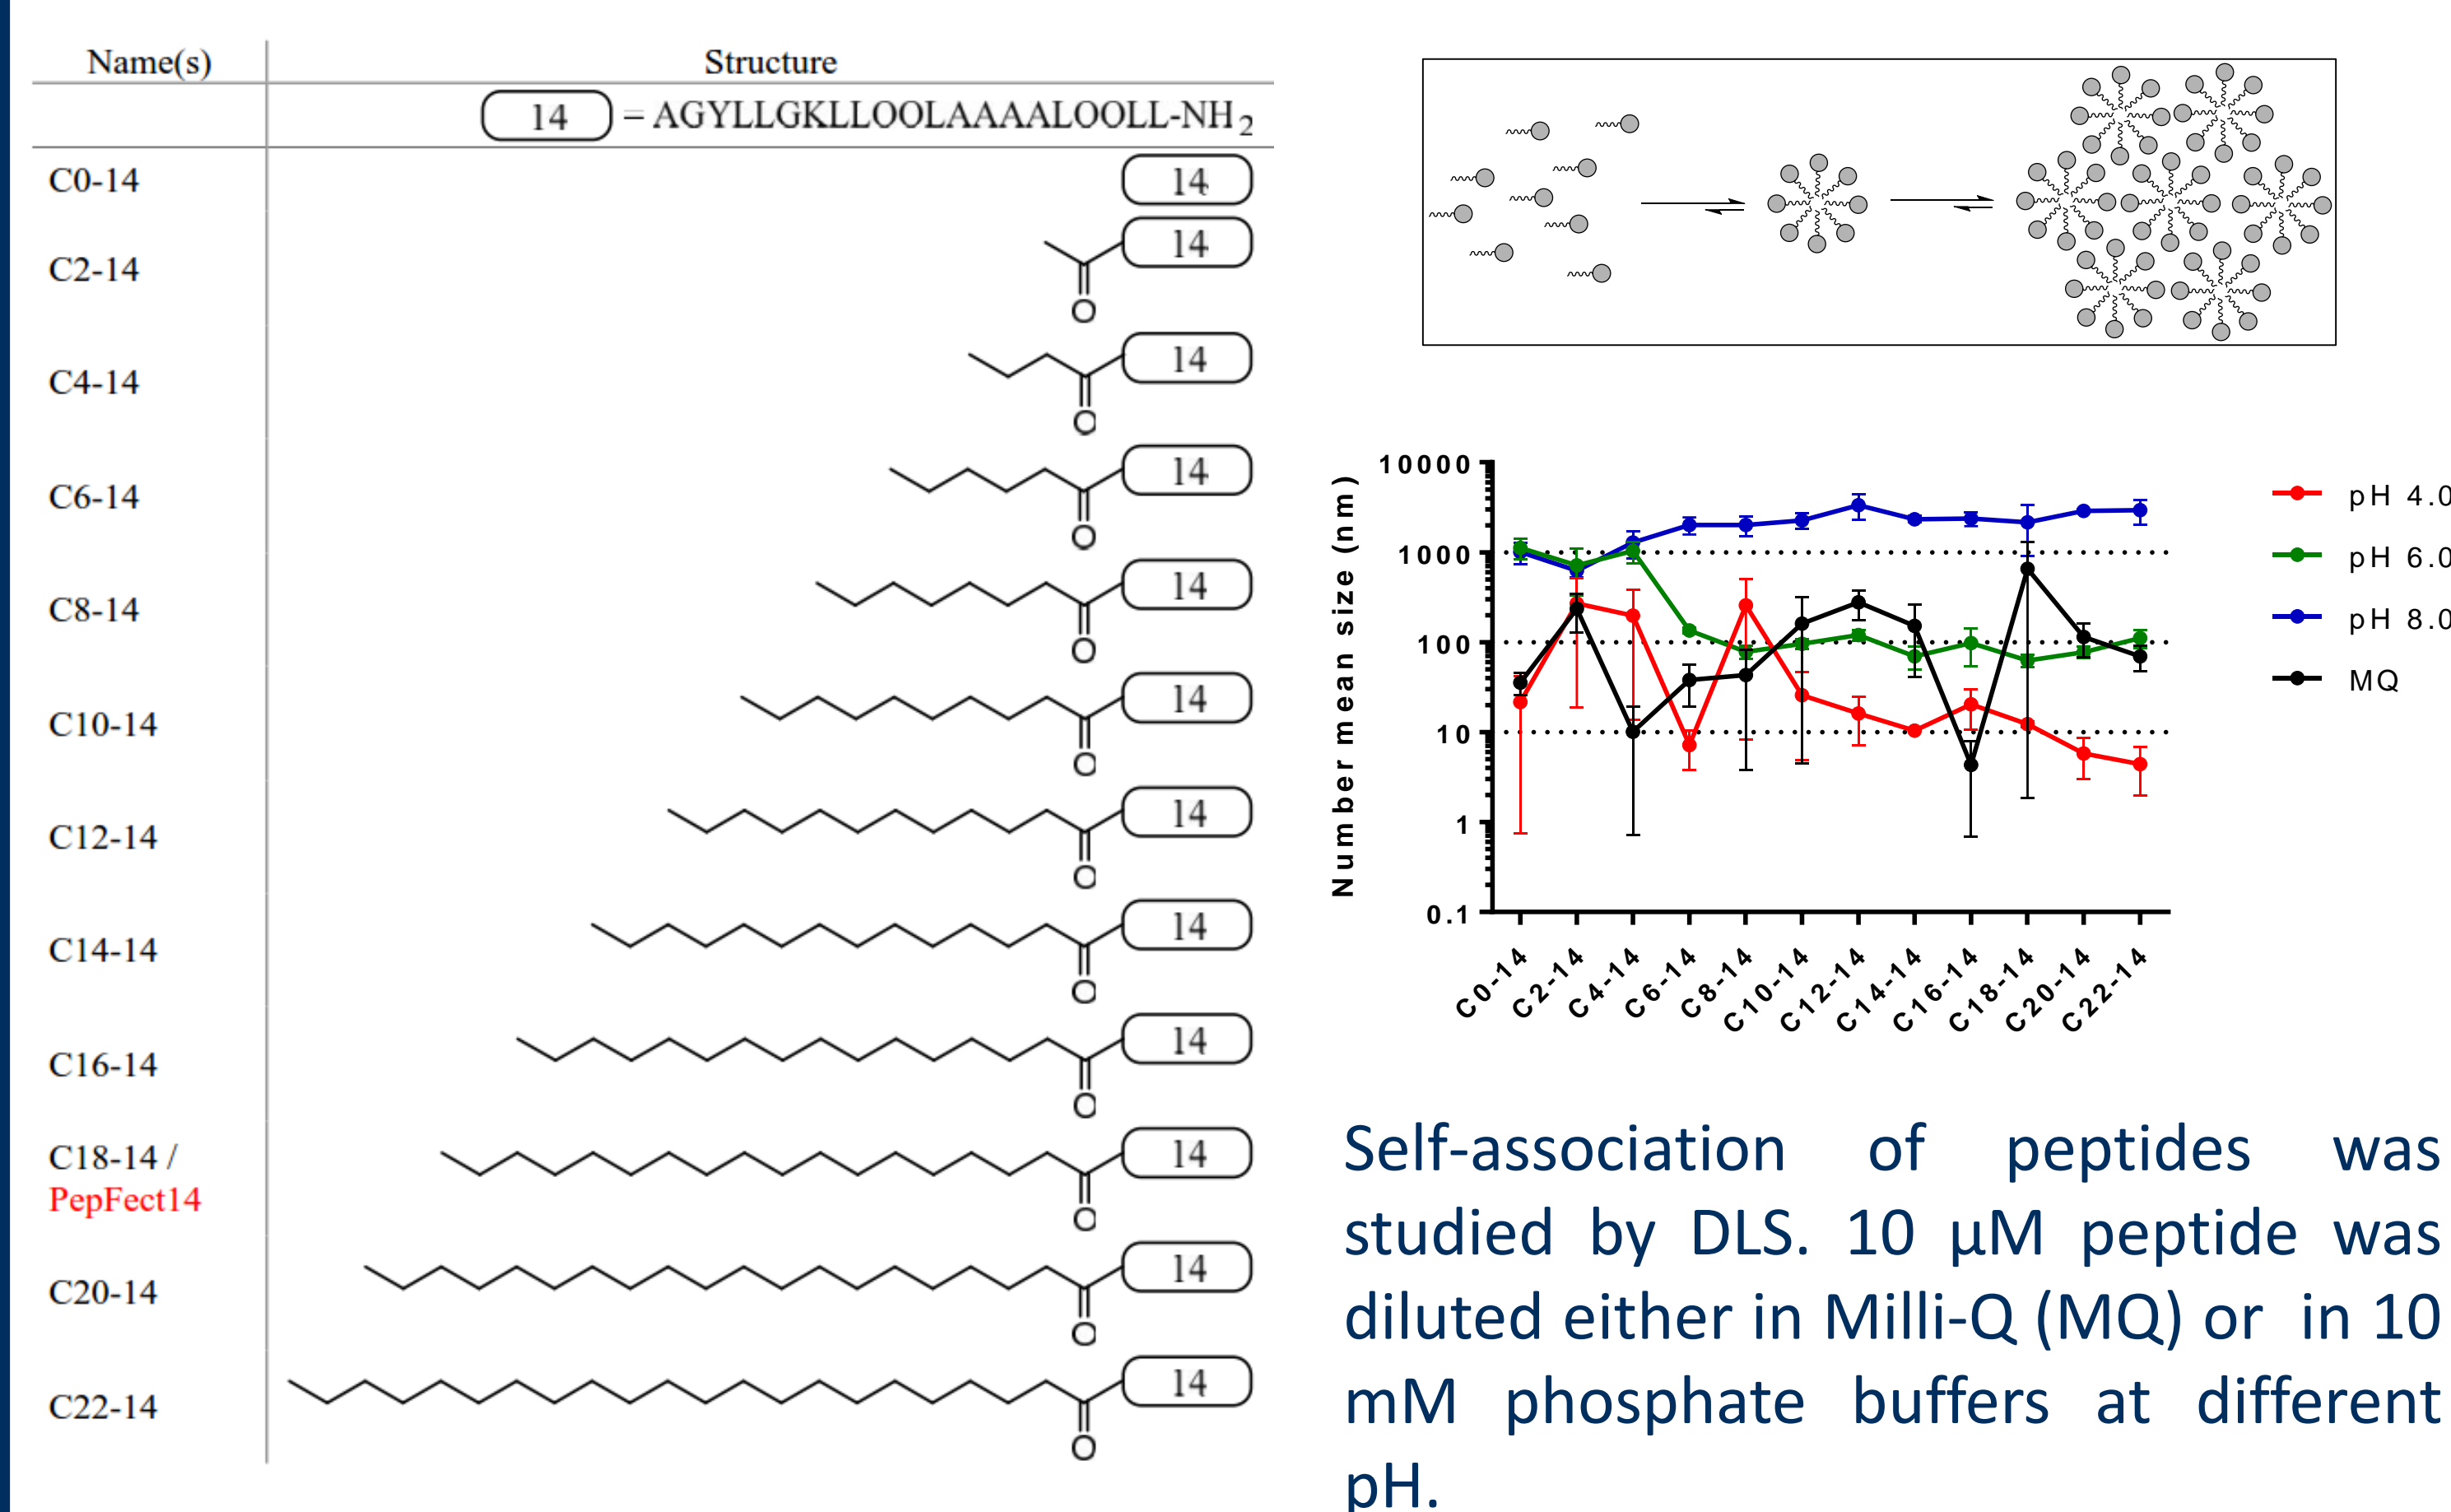 Name(s) Structure
14 = AGYLLGKLLOOLAAAALOOLL-NH2
C0-14 14
C2-14 14
O
C4-14 14
O
C6-14 14
O
C8-14 14
O
C10-14 14
O
C12-14 14
O
C14-14 14
O
C16-14 14
O
C18-14 /
PepFect14 14
O
C20-14 14
O
C22-14 14
O
Number mean size (nm)
10000
1000
100
10
1
0.1
C0-14
C2-14
C4-14
C6-14
C8-14
C10-14
C12-14
C14-14
C16-14
C18-14
C20-14
C22-14
pH 4.0
pH 6.0
pH 8.0
MQ
Self-association of peptides was
studied by DLS. 10 µM peptide was
diluted either in Milli-Q (MQ) or in 10
mM phosphate buffers at different
pH.